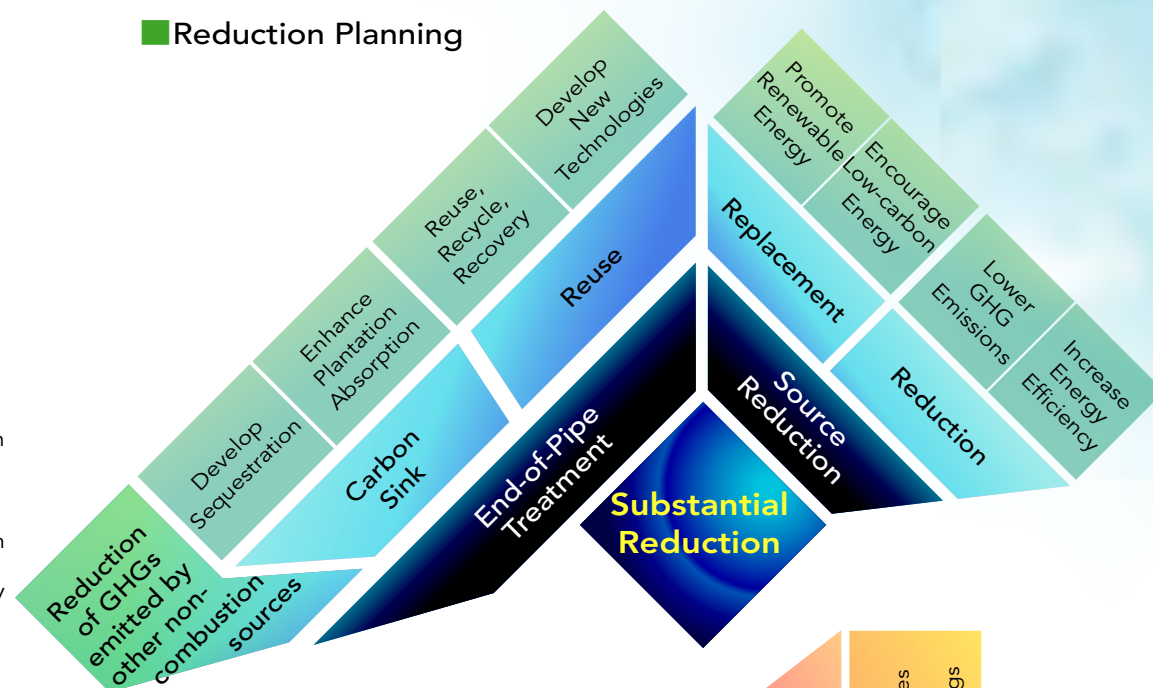 Reduction Planning
Develop
New
Technologies
Reuse,
Recycle,
Recovery
Enhance
Plantation
Absorption
Develop
Sequestration
Reduction
of GHGs
emitted by
other non-
combustion
sources
Reuse
Carbon
Sink
End-of-Pipe
Treatment
Promote
Renewable
Energy
Encourage
Low-carbon
Energy
Lower
GHG
Emissions
Increase
Energy
Efficiency
Replacement
Reduction
Source
Reduction
Substantial
Reduction